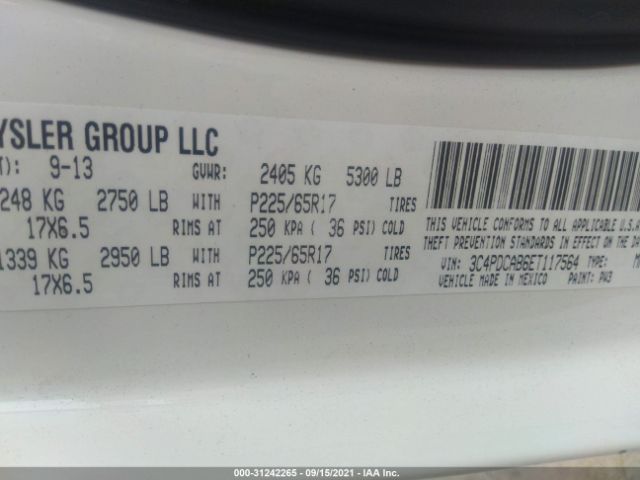 YSLER GROUP LLC
T): 9-13 GVWR: 2405 KG 5300 LB
248 KG 2750 LB WITH P225/65R17 TIRES
17X6.5 RIMS AT 250 KPA ( 36 PSI) COLD
1339 KG 2950 LB WITH P225/65R17 TIRES
17X6.5 RIMS AT 250 KPA ( 36 PSI) COLD
THIS VEHICLE CONFORMS TO ALL APPLICABLE U.S.A
THEFT PREVENTION STANDARDS IN EFFECT ON THE DA
VIN: 3C4PDCAB6ET117564 TYPE: M
VEHICLE MADE IN MEXICO PAINT: PW3
000-31242265 - 09/15/2021 - IAA Inc.